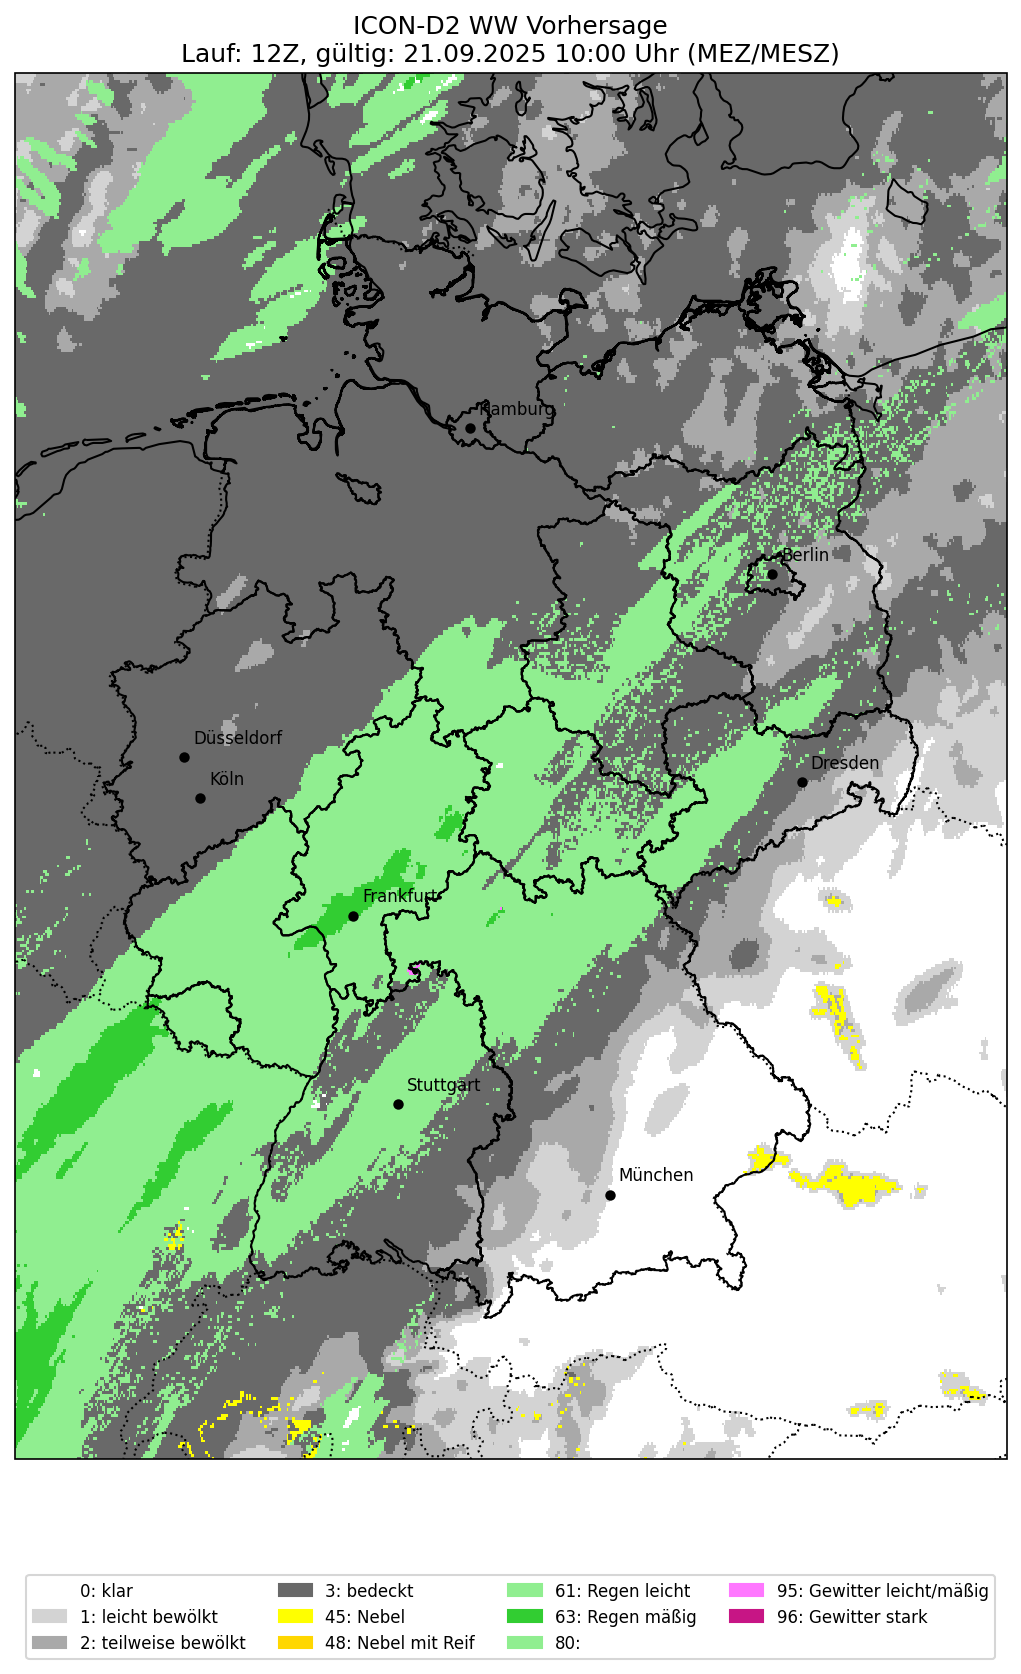 ICON-D2 WW Vorhersage
Lauf: 12Z, gültig: 21.09.2025 10:00 Uhr (MEZ/MESZ)
Hamburg
Berlin
Düsseldorf
Köln
Dresden
Frankfurt
Stuttgart
München
0: klar
1: leicht bewölkt
2: teilweise bewölkt
3: bedeckt
45: Nebel
48: Nebel mit Reif
61: Regen leicht
63: Regen mäßig
80:
95: Gewitter leicht/mäßig
96: Gewitter stark